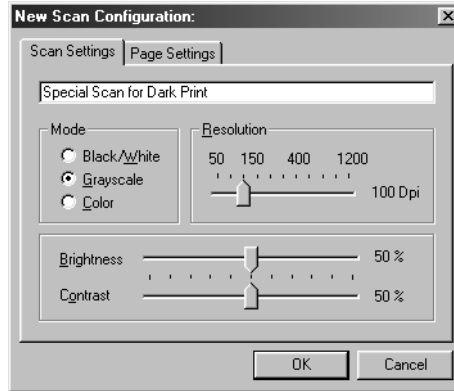 New Scan Configuration:
Scan Settings Page Settings
Special Scan for Dark Print
Mode
Black/White
Grayscale
Color
Resolution
50 150 400 1200
100 Dpi
Brightness 50 %
Contrast 50 %
OK Cancel